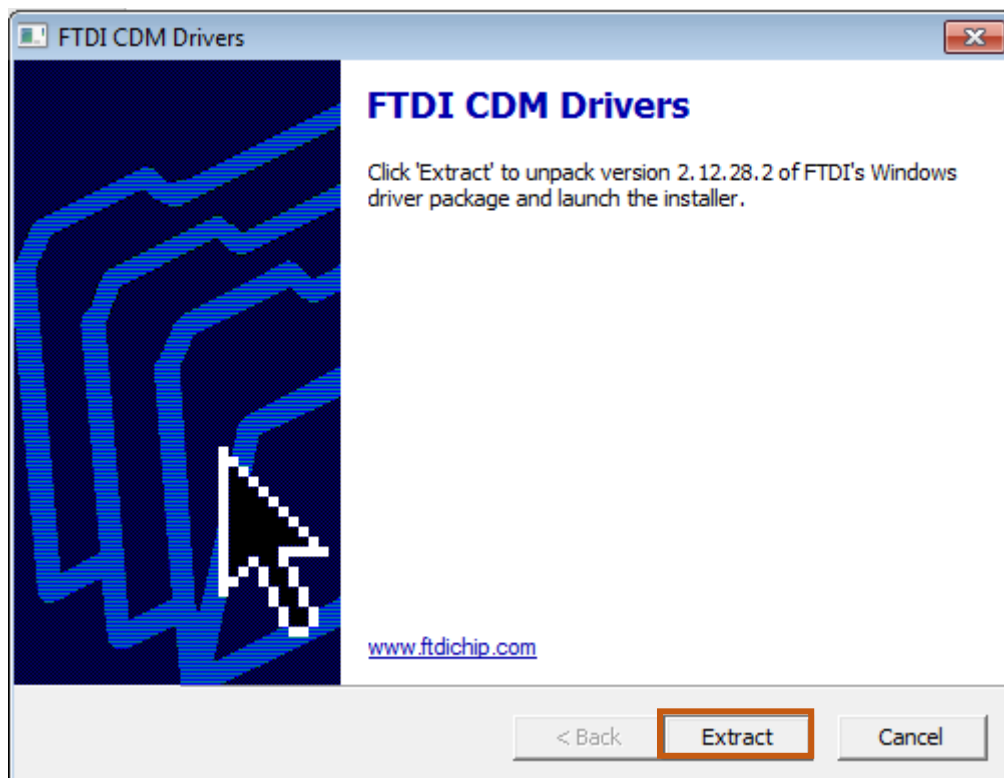 FTDI CDM Drivers
FTDI CDM Drivers
Click 'Extract' to unpack version 2.12.28.2 of FTDI's Windows
driver package and launch the installer.
www.ftdichip.com
< Back Extract Cancel